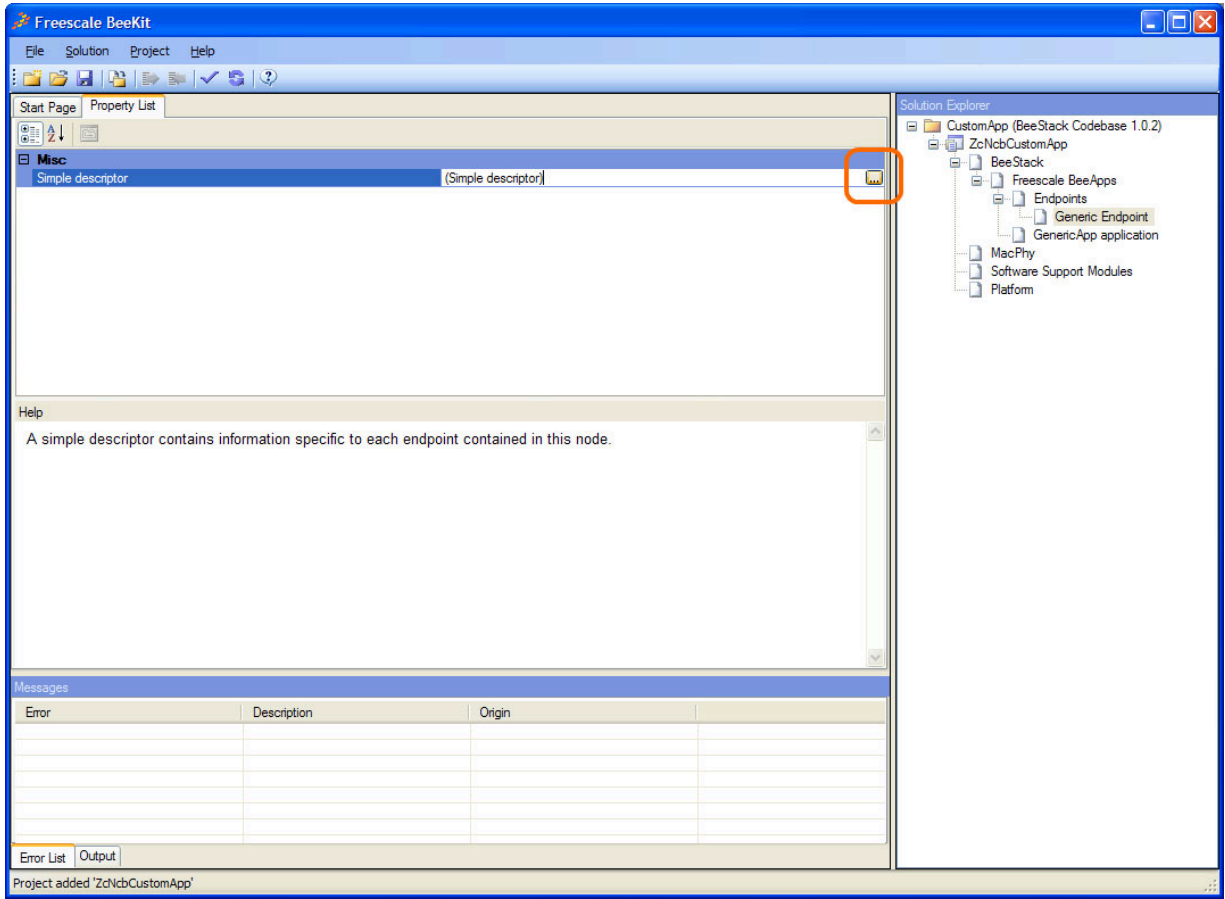 Freescale BeeKit
File Solution Project Help
Start Page Property List
Misc
Simple descriptor (Simple descriptor)
...
Help
A simple descriptor contains information specific to each endpoint contained in this node.
Messages
Error Description Origin
Error List Output
Project added 'ZcNcbCustomApp'
Solution Explorer
CustomApp (BeeStack Codebase 1.0.2)
ZcNcbCustomApp
BeeStack
Freescale BeeApps
Endpoints
Generic Endpoint
GenericApp application
MacPhy
Software Support Modules
Platform